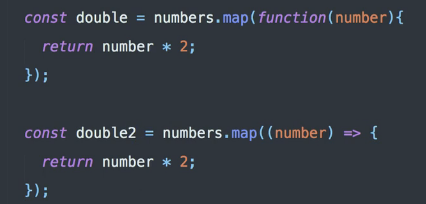 const double = numbers.map(function(number){
  return number * 2;
});

const double2 = numbers.map((number) => {
  return number * 2;
});